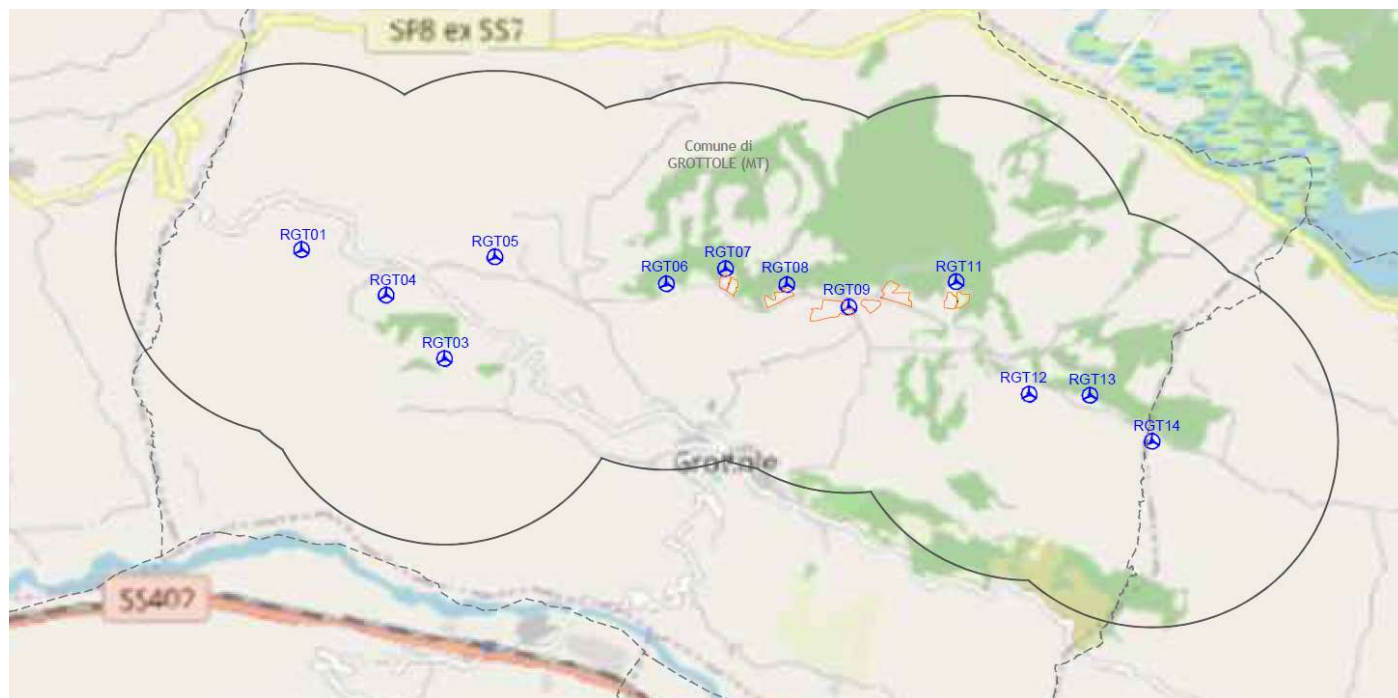 SP8 ex SS7
Comune di
GROTTOLE (MT)
RGT01
RGT05
RGT07
RGT06
RGT08
RGT11
RGT04
RGT09
RGT03
RGT12
RGT13
RGT14
Grottole
SS407